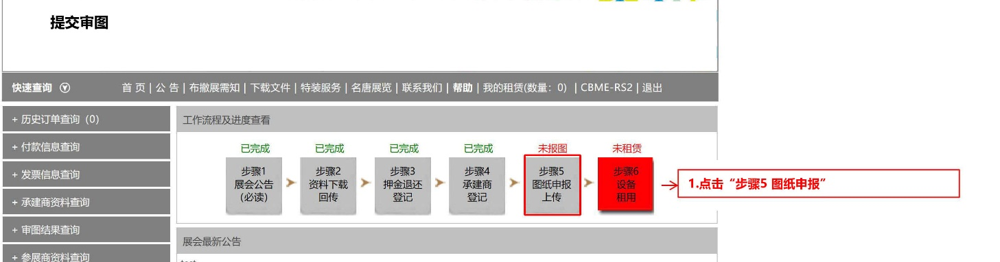 提交审图
快速查询
首 页 | 公 告 | 布撤展需知 | 下载文件 | 特装服务 | 名唐展览 | 联系我们 | 帮助 | 我的租赁(数量：0) | CBME-RS2 | 退出
+ 历史订单查询（0）
+ 付款信息查询
+ 发票信息查询
+ 承建商资料查询
+ 审图结果查询
+ 参展商资料查询
工作流程及进度查看
已完成
步骤1
展会公告
（必读）
已完成
步骤2
资料下载
回传
已完成
步骤3
押金退还
登记
已完成
步骤4
承建商
登记
未报图
步骤5
图纸申报
上传
未租赁
步骤6
设备
租用
1.点击“步骤5 图纸申报”
展会最新公告